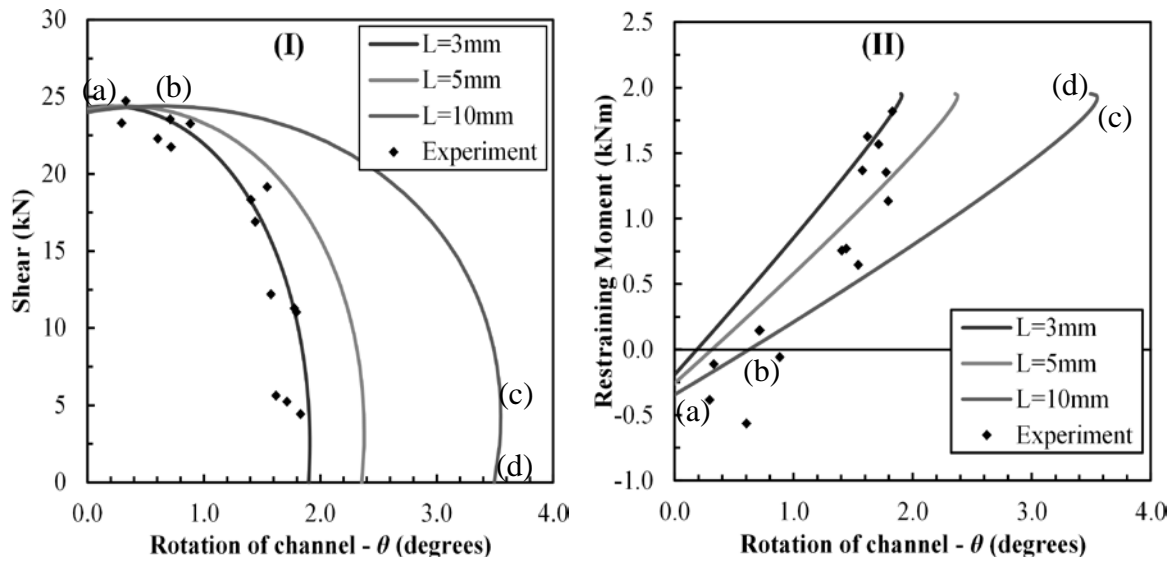 (I)
30
25
20
15
10
5
0
Shear (kN)
(a)
(b)
(c)
(d)
L=3mm
L=5mm
L=10mm
Experiment
0.0 1.0 2.0 3.0 4.0
Rotation of channel - θ (degrees)
(II)
2.5
2.0
1.5
1.0
0.5
0.0
-0.5
-1.0
Restraining Moment (kNm)
(d)
(c)
(b)
(a)
L=3mm
L=5mm
L=10mm
Experiment
0.0 1.0 2.0 3.0 4.0
Rotation of channel - θ (degrees)